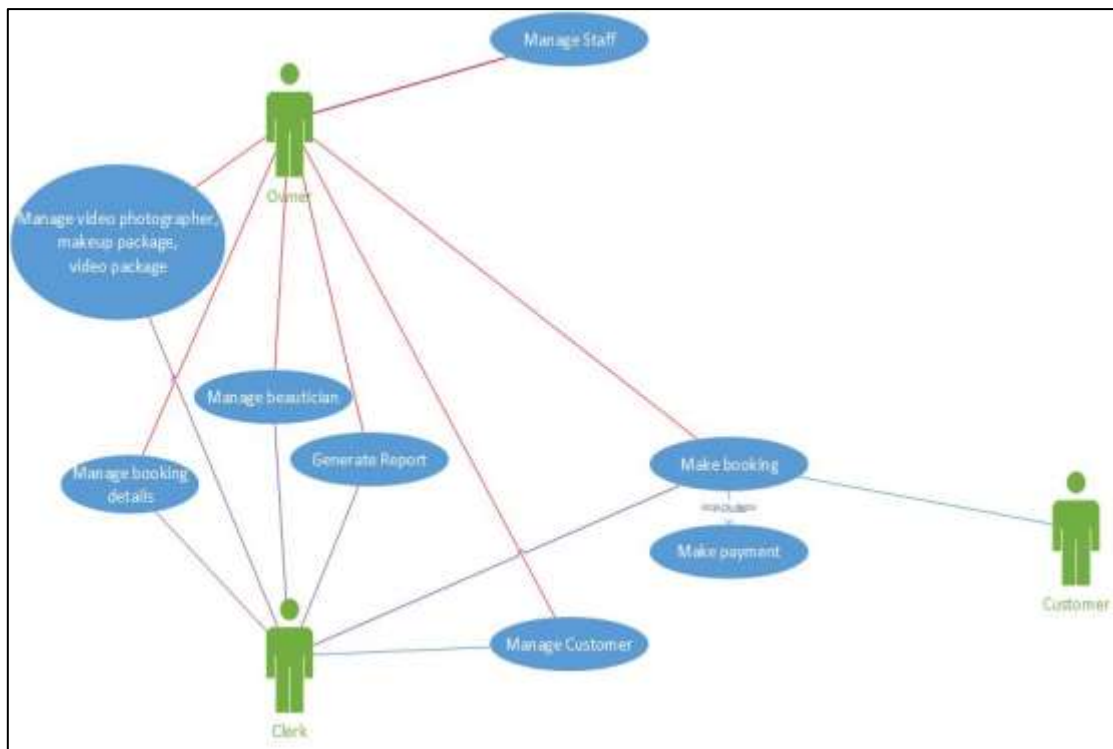 Manage Staff
Owner
Manage video photographer,
makeup package,
video package
Manage beautician
Generate Report
Manage booking
details
Make booking
Make payment
Customer
Manage Customer
Clerk